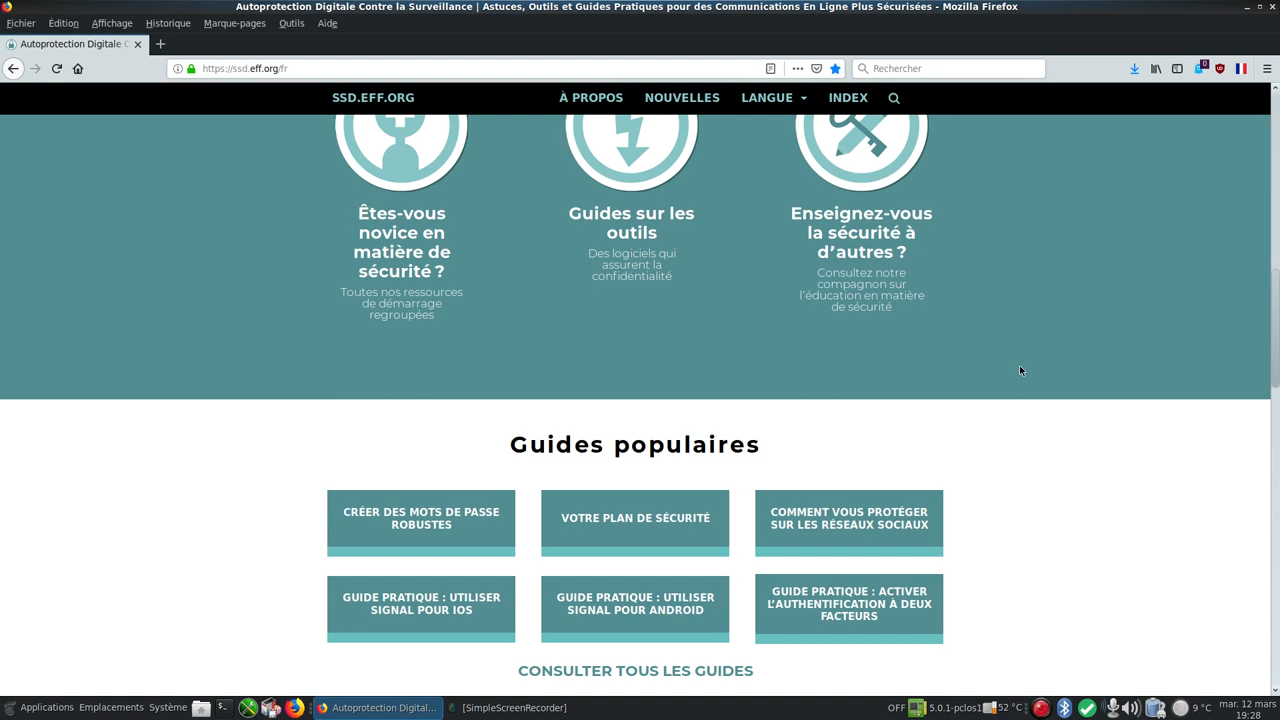 Autoprotection Digitale Contre la Surveillance | Astuces, Outils et Guides Pratiques pour des Communications En Ligne Plus Sécurisées - Mozilla Firefox
Fichier Édition Affichage Historique Marque-pages Outils Aide
Autoprotection Digitale C
https://ssd.eff.org/fr
Rechercher
0
SSD.EFF.ORG
À PROPOS NOUVELLES LANGUE INDEX
Êtes-vous
novice en
matière de
sécurité ?
Toutes nos ressources
de démarrage
regroupées
Guides sur les
outils
Des logiciels qui
assurent la
confidentialité
Enseignez-vous
la sécurité à
d’autres ?
Consultez notre
compagnon sur
l’éducation en matière
de sécurité
Guides populaires
CRÉER DES MOTS DE PASSE
ROBUSTES
VOTRE PLAN DE SÉCURITÉ
COMMENT VOUS PROTÉGER
SUR LES RÉSEAUX SOCIAUX
GUIDE PRATIQUE : UTILISER
SIGNAL POUR IOS
GUIDE PRATIQUE : UTILISER
SIGNAL POUR ANDROID
GUIDE PRATIQUE : ACTIVER
L’AUTHENTIFICATION À DEUX
FACTEURS
CONSULTER TOUS LES GUIDES
Applications Emplacements Système
Autoprotection Digital...
[SimpleScreenRecorder]
OFF
5.0.1-pclos1
52 °C
9 °C
mar. 12 mars
19:28